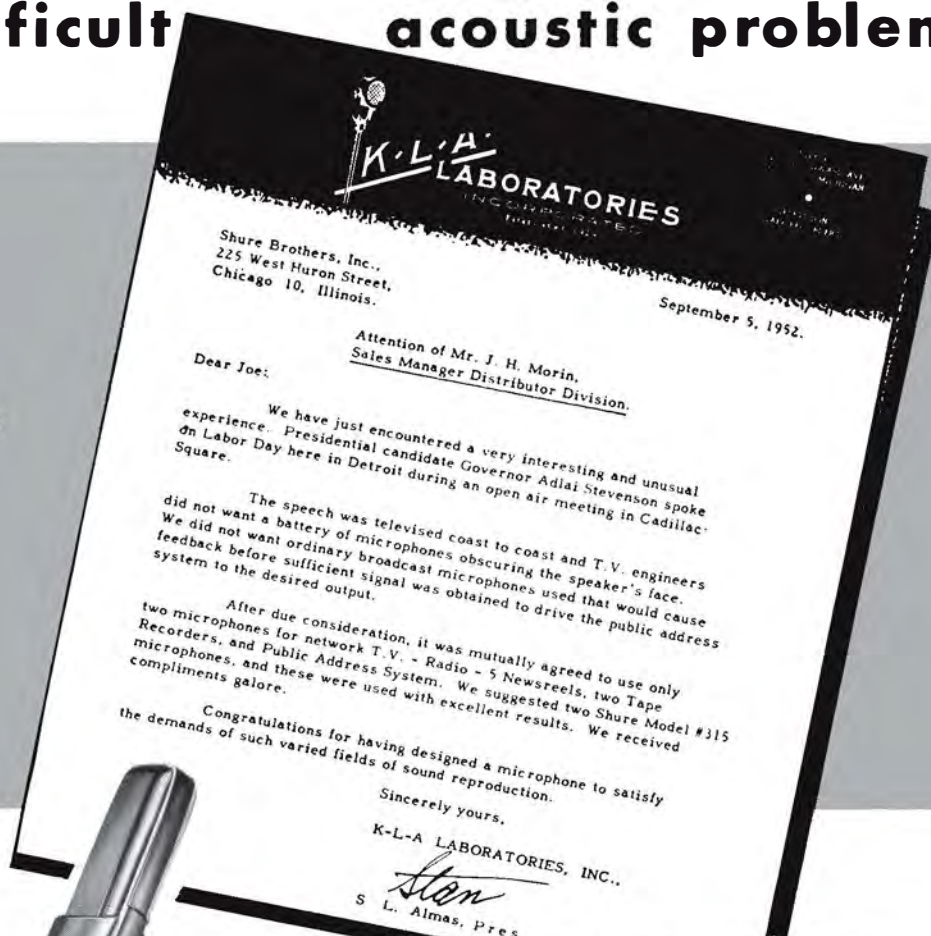 ficult acoustic problem
K·L·A·
LABORATORIES
INCORPORATED
Shure Brothers, Inc.,
225 West Huron Street,
Chicago 10, Illinois.
September 5, 1952.
Attention of Mr. J. H. Morin,
Sales Manager Distributor Division.
Dear Joe:
We have just encountered a very interesting and unusual
experience. Presidential candidate Governor Adlai Stevenson spoke
on Labor Day here in Detroit during an open air meeting in Cadillac
Square.
The speech was televised coast to coast and T.V. engineers
did not want a battery of microphones obscuring the speaker's face.
We did not want ordinary broadcast microphones used that would cause
feedback before sufficient signal was obtained to drive the public address
system to the desired output.
After due consideration, it was mutually agreed to use only
two microphones for network T.V. - Radio - 5 Newsreels, two Tape
Recorders, and Public Address System. We suggested two Shure Model #315
microphones, and these were used with excellent results. We received
compliments galore.
Congratulations for having designed a microphone to satisfy
the demands of such varied fields of sound reproduction.
Sincerely yours,
K-L-A LABORATORIES, INC.,
Stan
S L. Almas, Pres